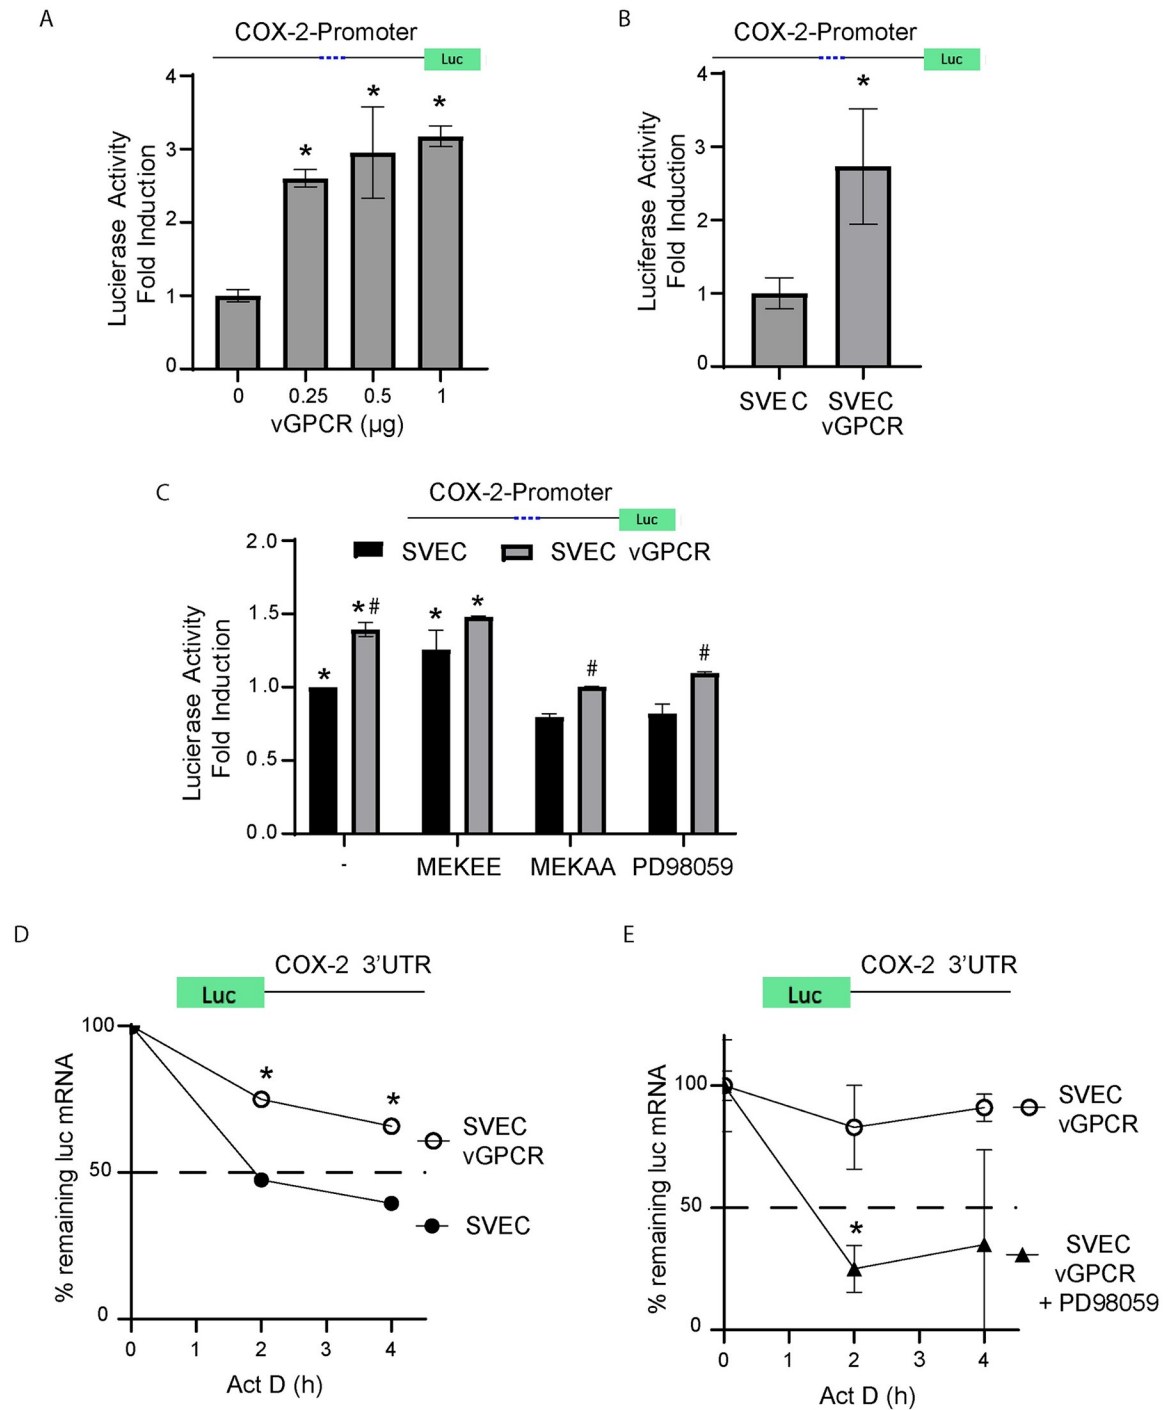 A
COX-2-Promoter
Luc
Lucierase Activity
Fold Induction
4
3
2
1
0
*
*
*
0 0.25 0.5 1
vGPCR (µg)
B
COX-2-Promoter
Luc
Luciferase Activity
Fold Induction
4
3
2
1
0
*
SVEC SVEC
vGPCR
C
COX-2-Promoter
Luc
SVEC SVEC vGPCR
Lucierase Activity
Fold Induction
2.0
1.5
1.0
0.5
0.0
*
* #
*
*
#
#
- MEKEE MEKAA PD98059
D
COX-2 3'UTR
Luc
% remaining luc mRNA
100
50
0
*
*
SVEC
vGPCR
SVEC
0 1 2 3 4
Act D (h)
E
COX-2 3'UTR
Luc
% remaining luc mRNA
100
50
0
*
SVEC
vGPCR
SVEC
vGPCR
+ PD98059
0 1 2 3 4
Act D (h)